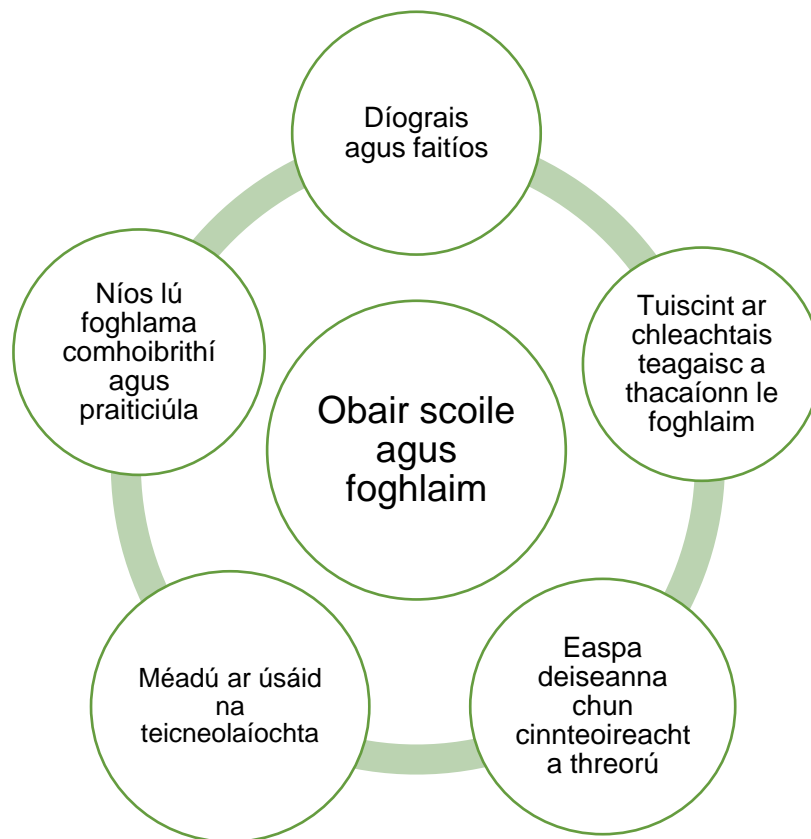 Díograis
agus faitíos
Tuiscint ar
chleachtais
teagaisc a
thacaíonn le
foghlaim
Easpa
deiseanna
chun
cinnteoireacht
a threorú
Méadú ar úsáid
na
teicneolaíochta
Níos lú
foghlama
comhoibrithí
agus
praiticiúla
Obair scoile
agus
foghlaim